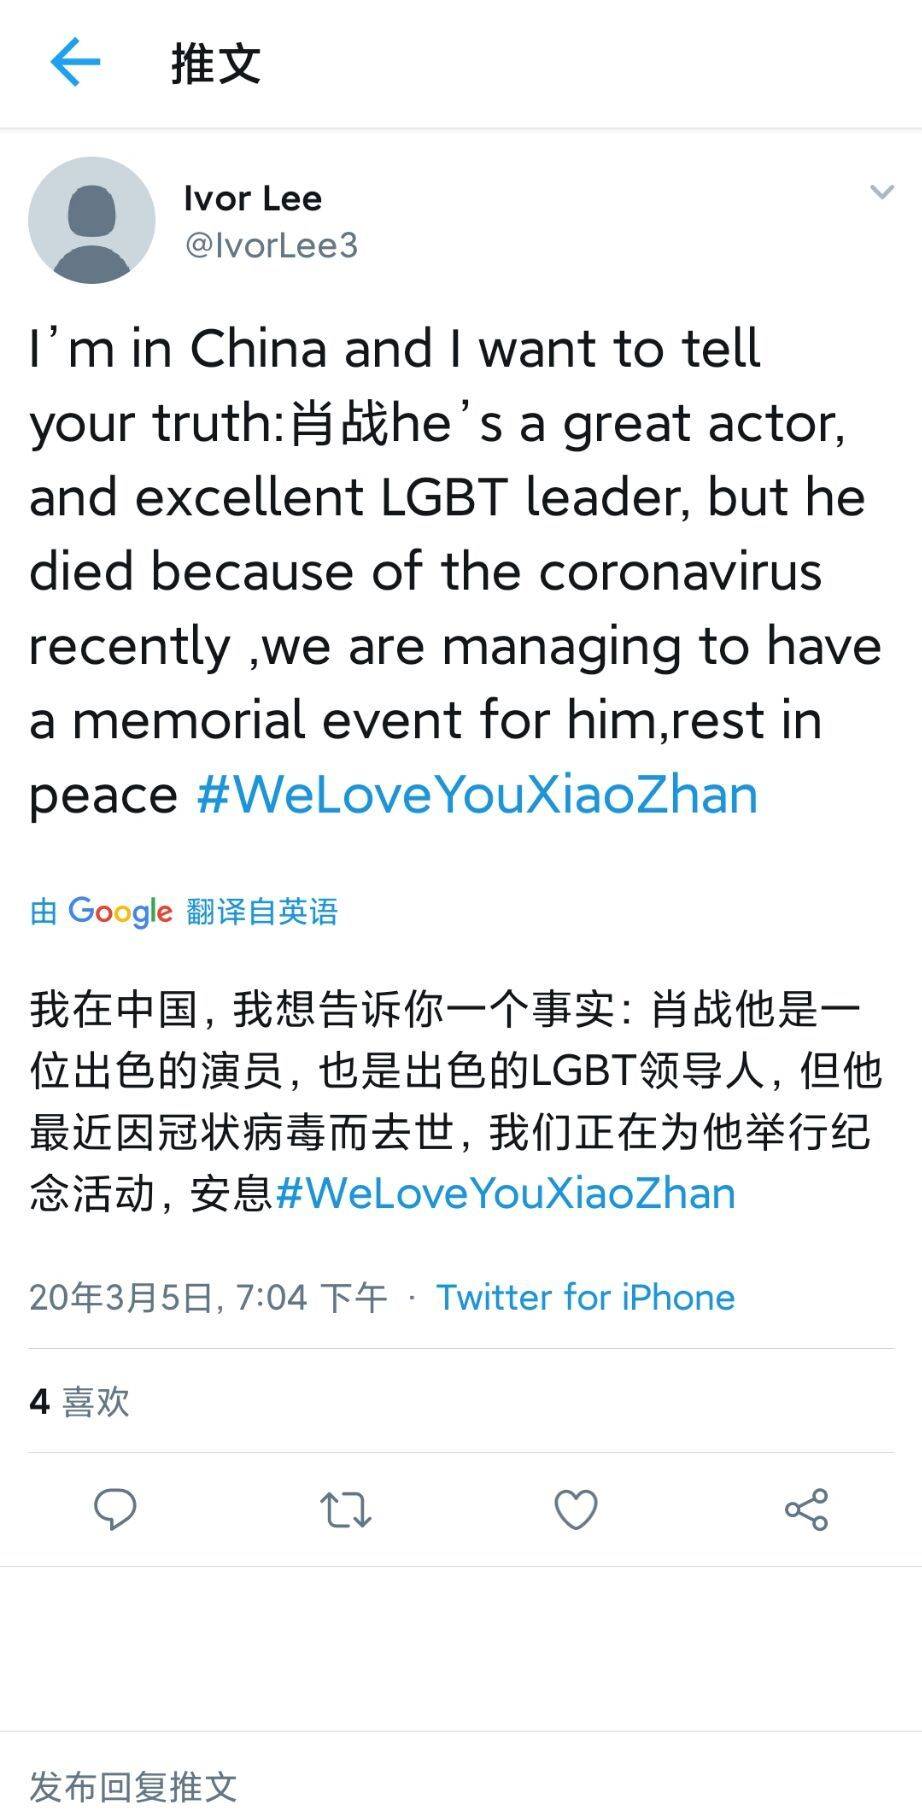 推文
Ivor Lee
@IvorLee3
I’m in China and I want to tell
your truth:肖战he’s a great actor,
and excellent LGBT leader, but he
died because of the coronavirus
recently ,we are managing to have
a memorial event for him,rest in
peace #WeLoveYouXiaoZhan
由 Google 翻译自英语
我在中国，我想告诉你一个事实：肖战他是一
位出色的演员，也是出色的LGBT领导人，但他
最近因冠状病毒而去世，我们正在为他举行纪
念活动，安息#WeLoveYouXiaoZhan
20年3月5日, 7:04 下午 · Twitter for iPhone
4 喜欢
发布回复推文